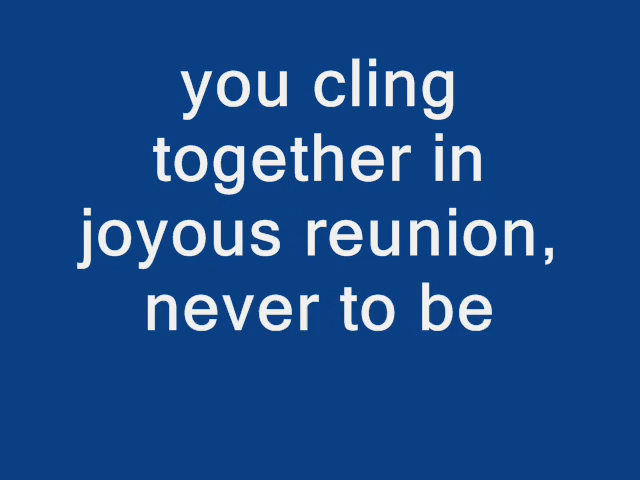 you cling
together in
joyous reunion,
never to be